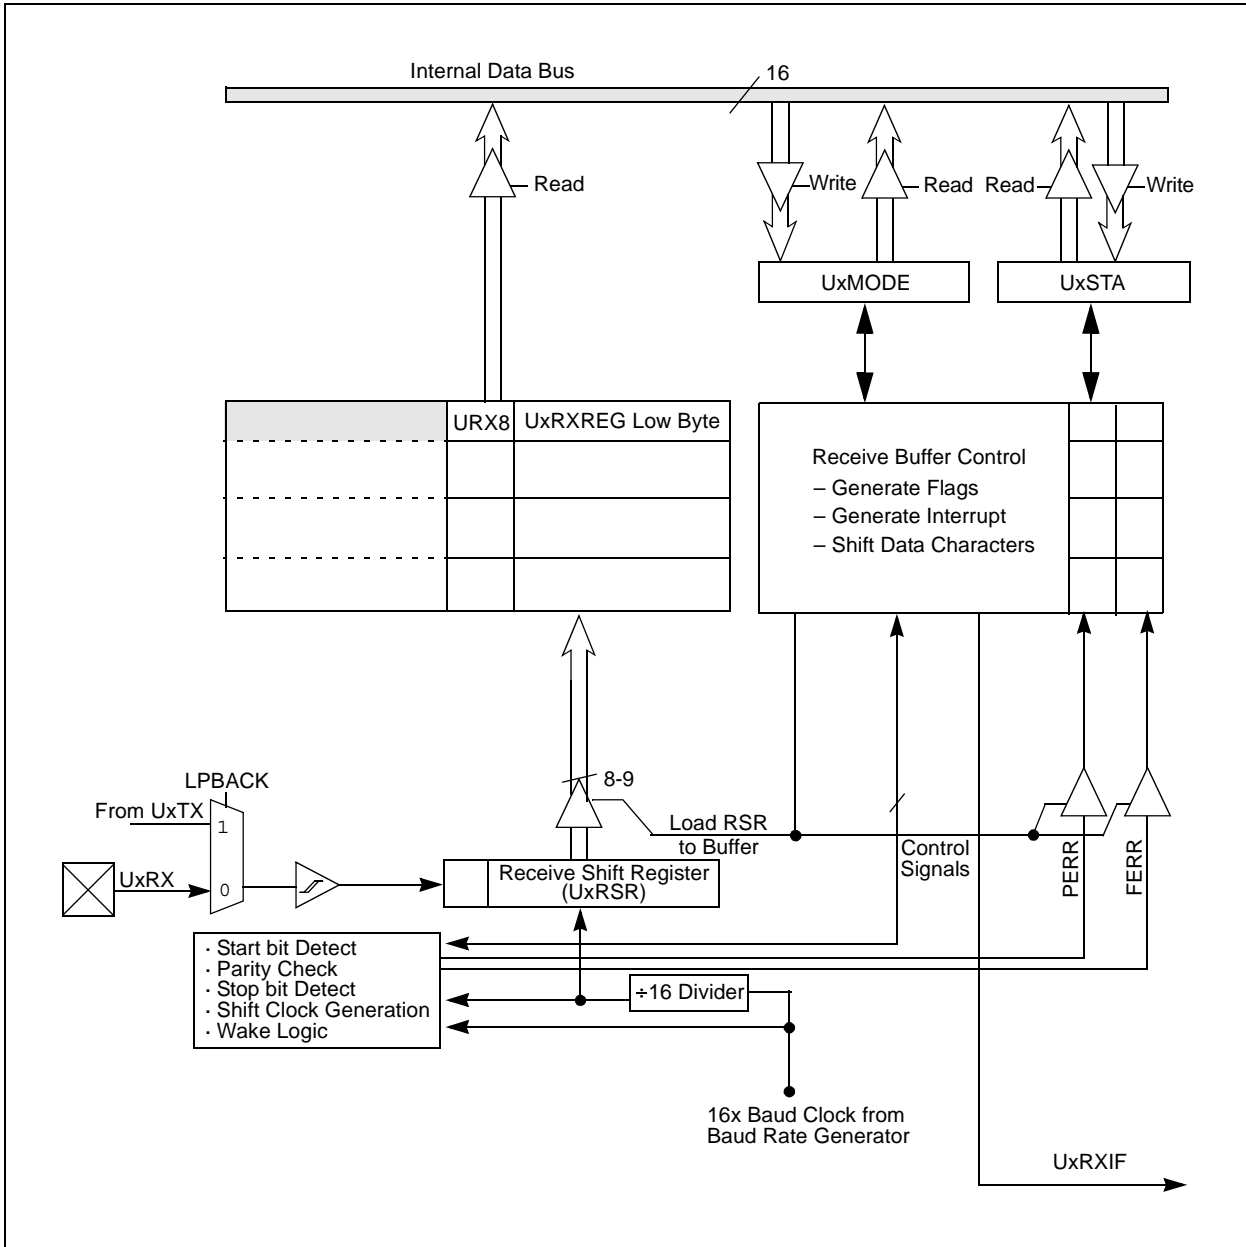 Internal Data Bus
16
Read
Write
Read
Read
Write
UxMODE
UxSTA
URX8
UxRXREG Low Byte
Receive Buffer Control
– Generate Flags
– Generate Interrupt
– Shift Data Characters
LPBACK
From UxTX
1
UxRX
0
8-9
Load RSR
to Buffer
Control
Signals
PERR
FERR
Receive Shift Register
(UxRSR)
· Start bit Detect
· Parity Check
· Stop bit Detect
· Shift Clock Generation
· Wake Logic
÷16 Divider
16x Baud Clock from
Baud Rate Generator
UxRXIF